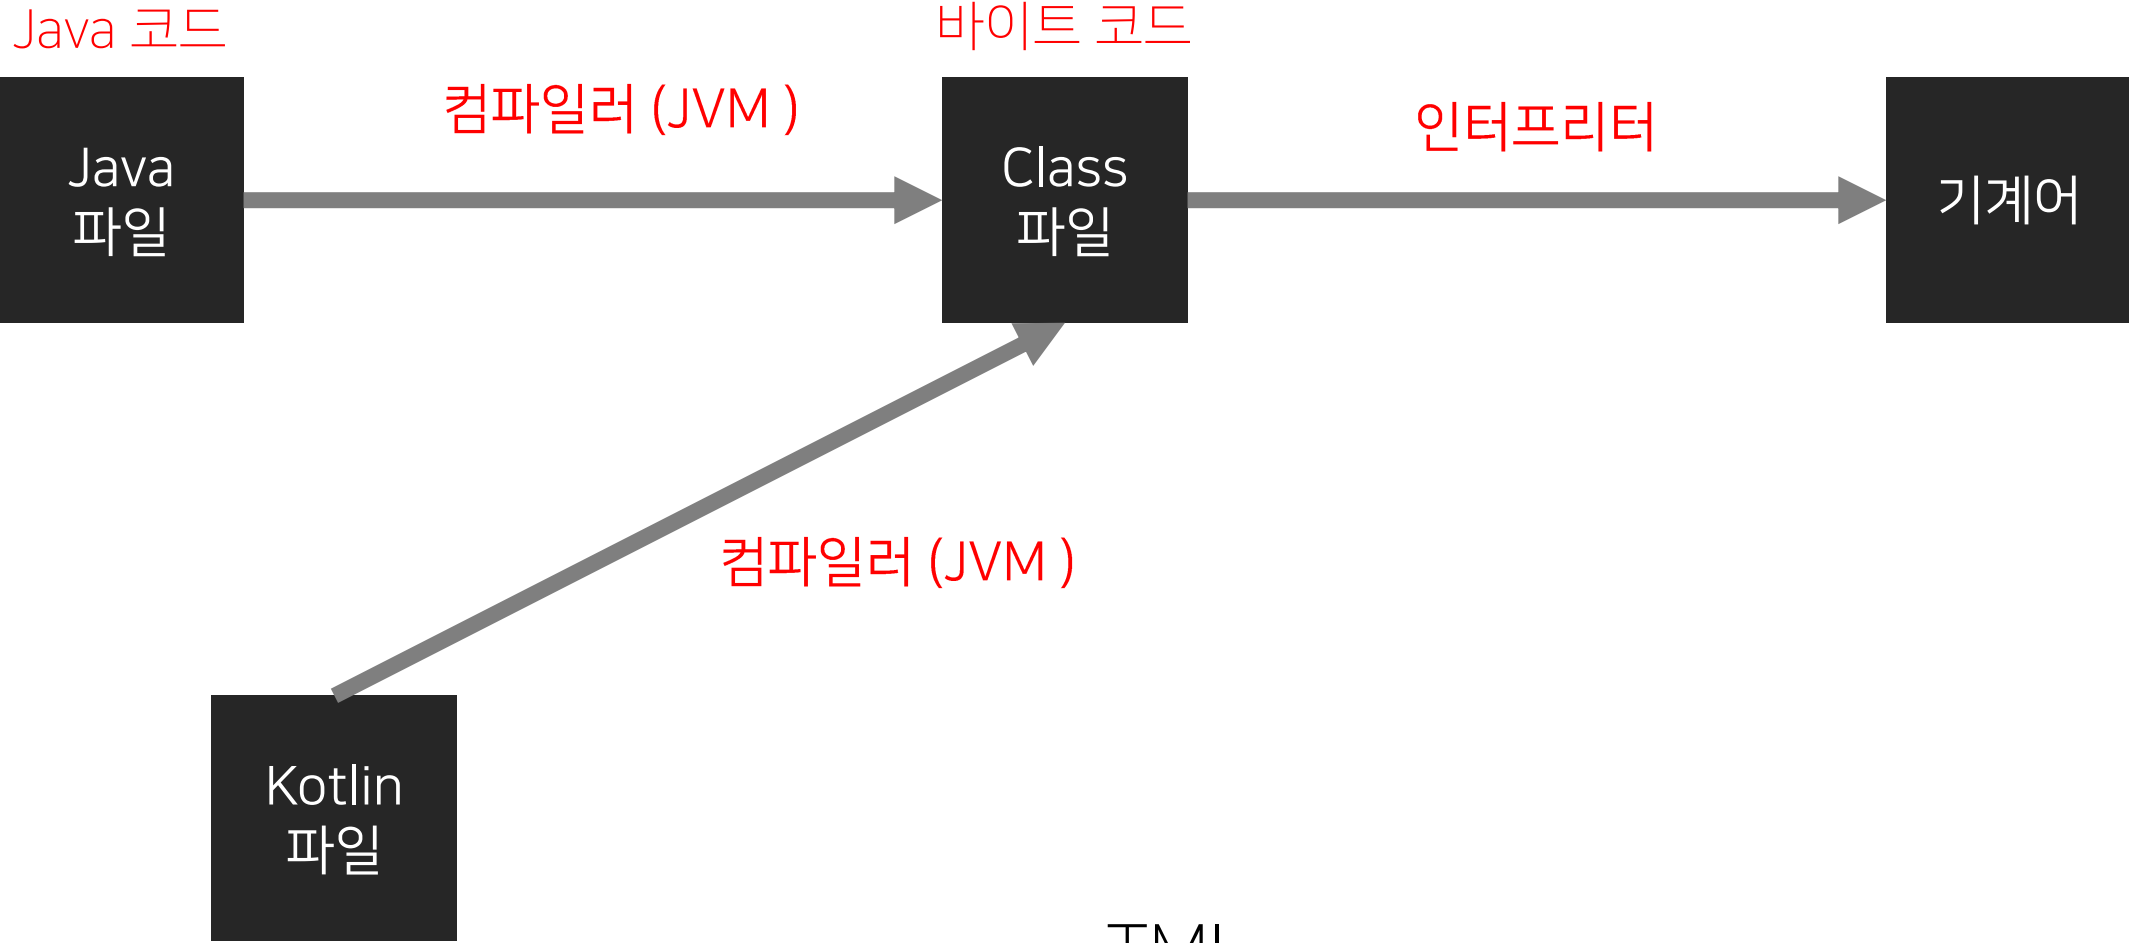 Java 코드
바이트 코드
컴파일러 (JVM )
인터프리터
Java
파일
Class
파일
기계어
컴파일러 (JVM )
Kotlin
파일